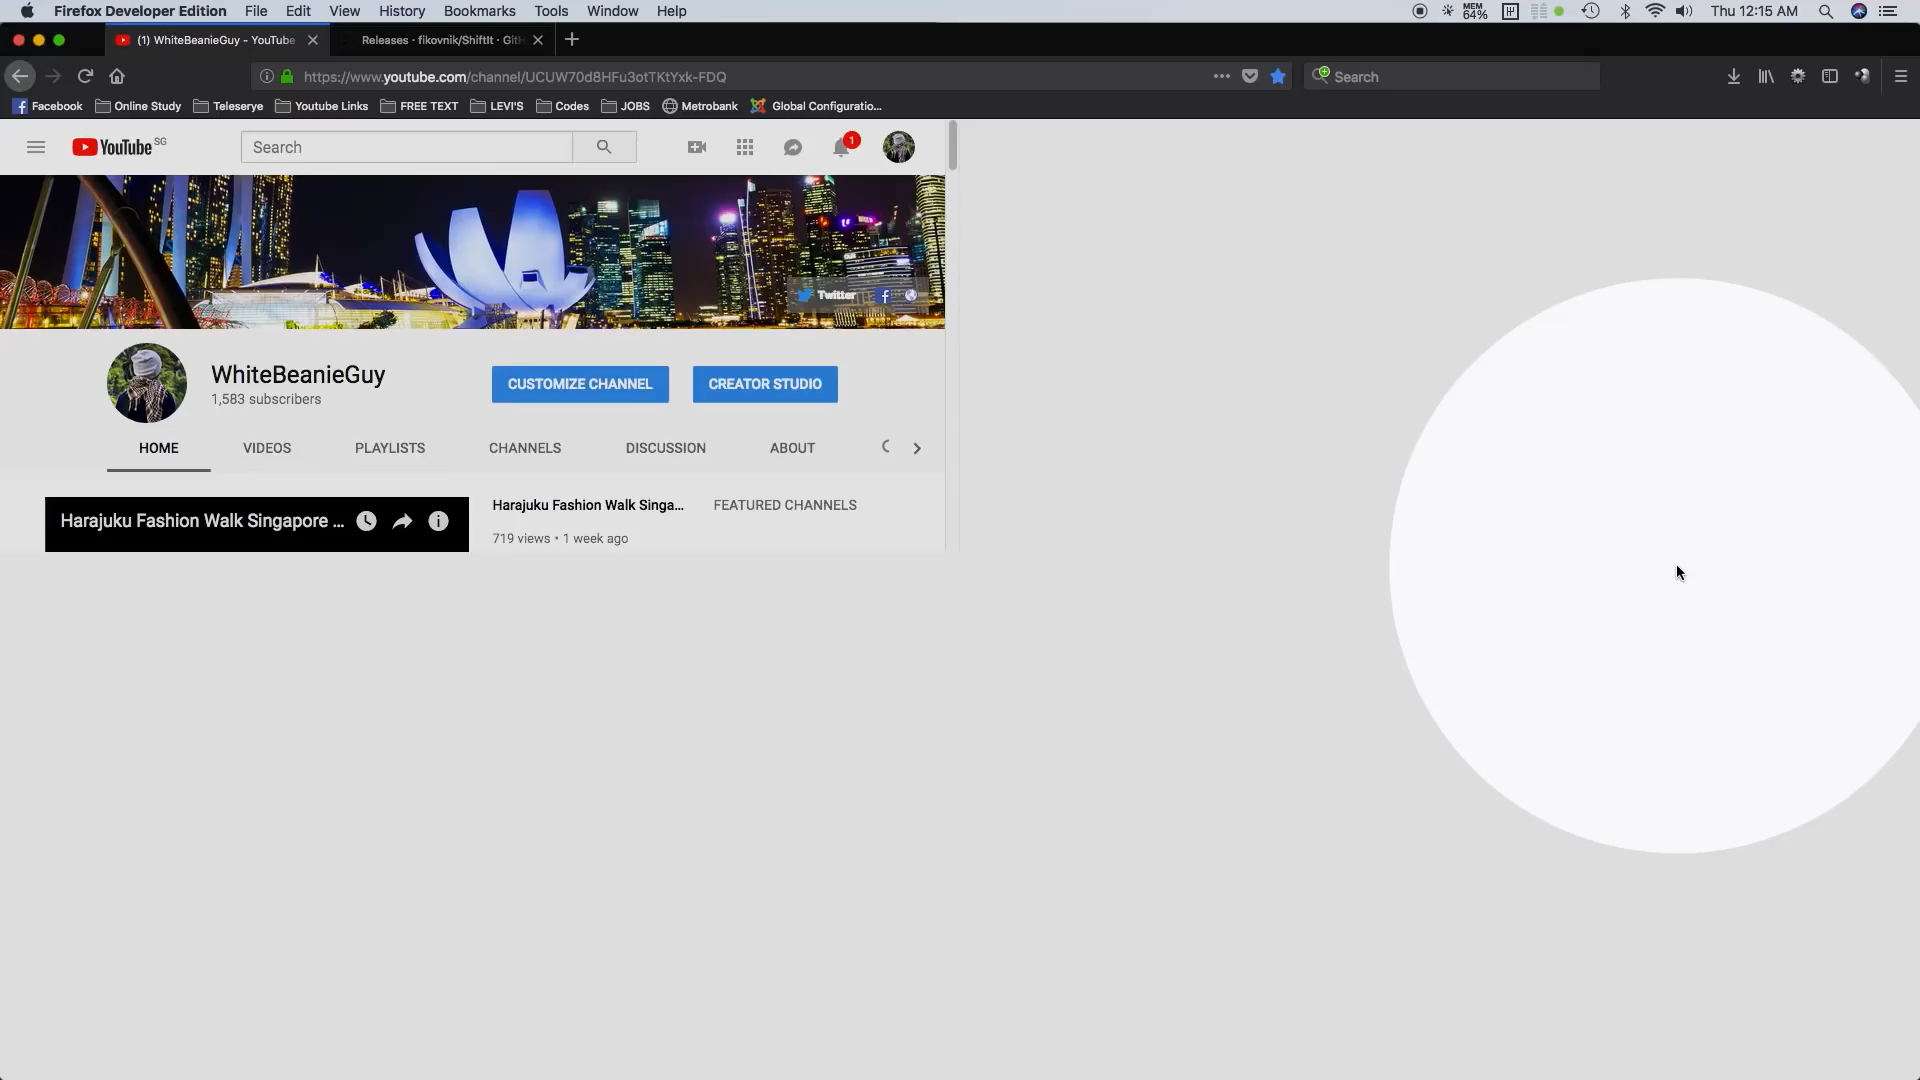 Firefox Developer Edition File Edit View History Bookmarks Tools Window Help MEM 64% Thu 12:15 AM
(1) WhiteBeanieGuy - YouTube Releases · fikovnik/ShiftIt · GitH
https://www.youtube.com/channel/UCUW70d8HFu3otTKtYxk-FDQ Search
Facebook Online Study Teleserye Youtube Links FREE TEXT LEVI'S Codes JOBS Metrobank Global Configuratio...
YouTube SG Search 1
Twitter
WhiteBeanieGuy
1,583 subscribers
CUSTOMIZE CHANNEL CREATOR STUDIO
HOME VIDEOS PLAYLISTS CHANNELS DISCUSSION ABOUT
Harajuku Fashion Walk Singapore ...
Harajuku Fashion Walk Singa...
719 views • 1 week ago
FEATURED CHANNELS